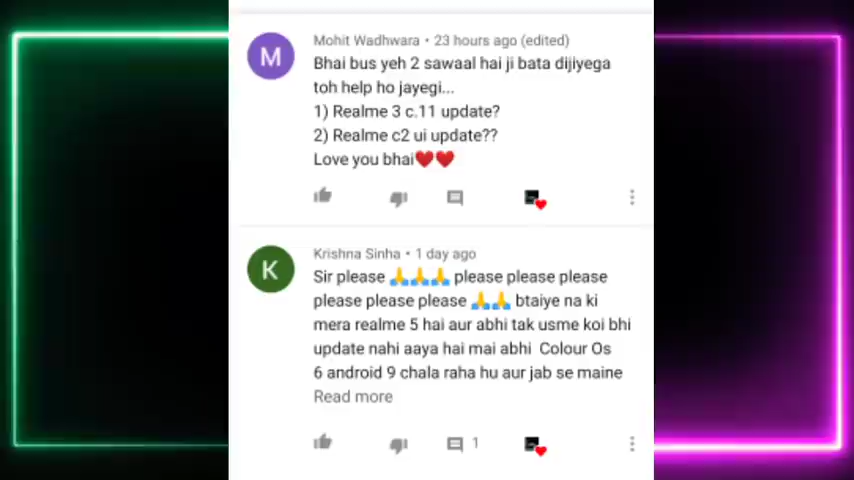 M
Mohit Wadhwara • 23 hours ago (edited)
Bhai bus yeh 2 sawaal hai ji bata dijiyega
toh help ho jayegi...
1) Realme 3 c.11 update?
2) Realme c2 ui update??
Love you bhai❤️❤️
K
Krishna Sinha • 1 day ago
Sir please 🙏🙏🙏 please please please
please please please 🙏🙏 btaiye na ki
mera realme 5 hai aur abhi tak usme koi bhi
update nahi aaya hai mai abhi  Colour Os
6 android 9 chala raha hu aur jab se maine
Read more
1